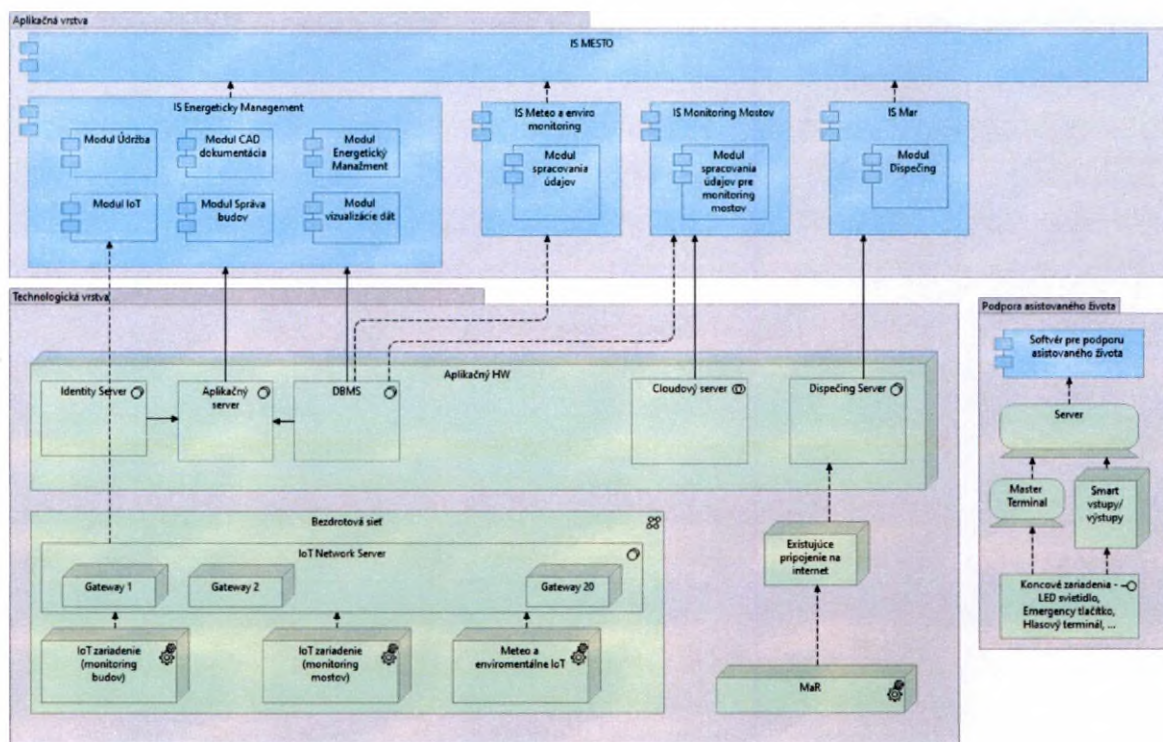 Aplikačná vrstva
IS MESTO
IS Energeticky Management
Modul Údržba
Modul CAD
dokumentácia
Modul
Energetický
Manažment
Modul IoT
Modul Správa
budov
Modul
vizualizácie dát
IS Meteo a enviro
monitoring
Modul
spracovania
údajov
IS Monitoring Mostov
Modul
spracovania
údajov pre
monitoring
mostov
IS Mar
Modul
Dispečing
Technologická vrstva
Aplikačný HW
Identity Server
Aplikačný
server
DBMS
Cloudový server
Dispečing Server
Bezdrotová sieť
IoT Network Server
Gateway 1
Gateway 2
Gateway 20
IoT zariadenie
(monitoring
budov)
IoT zariadenie
(monitoring
mostov)
Meteo a
enviromentálne IoT
Existujúce
pripojenie na
internet
MaR
Podpora asistovaného života
Softvér pre podporu
asistovaného života
Server
Master
Terminal
Smart
vstupy/
výstupy
Koncové zariadenia -
LED svietidlo,
Emergency tlačítko,
Hlasový terminál, ...